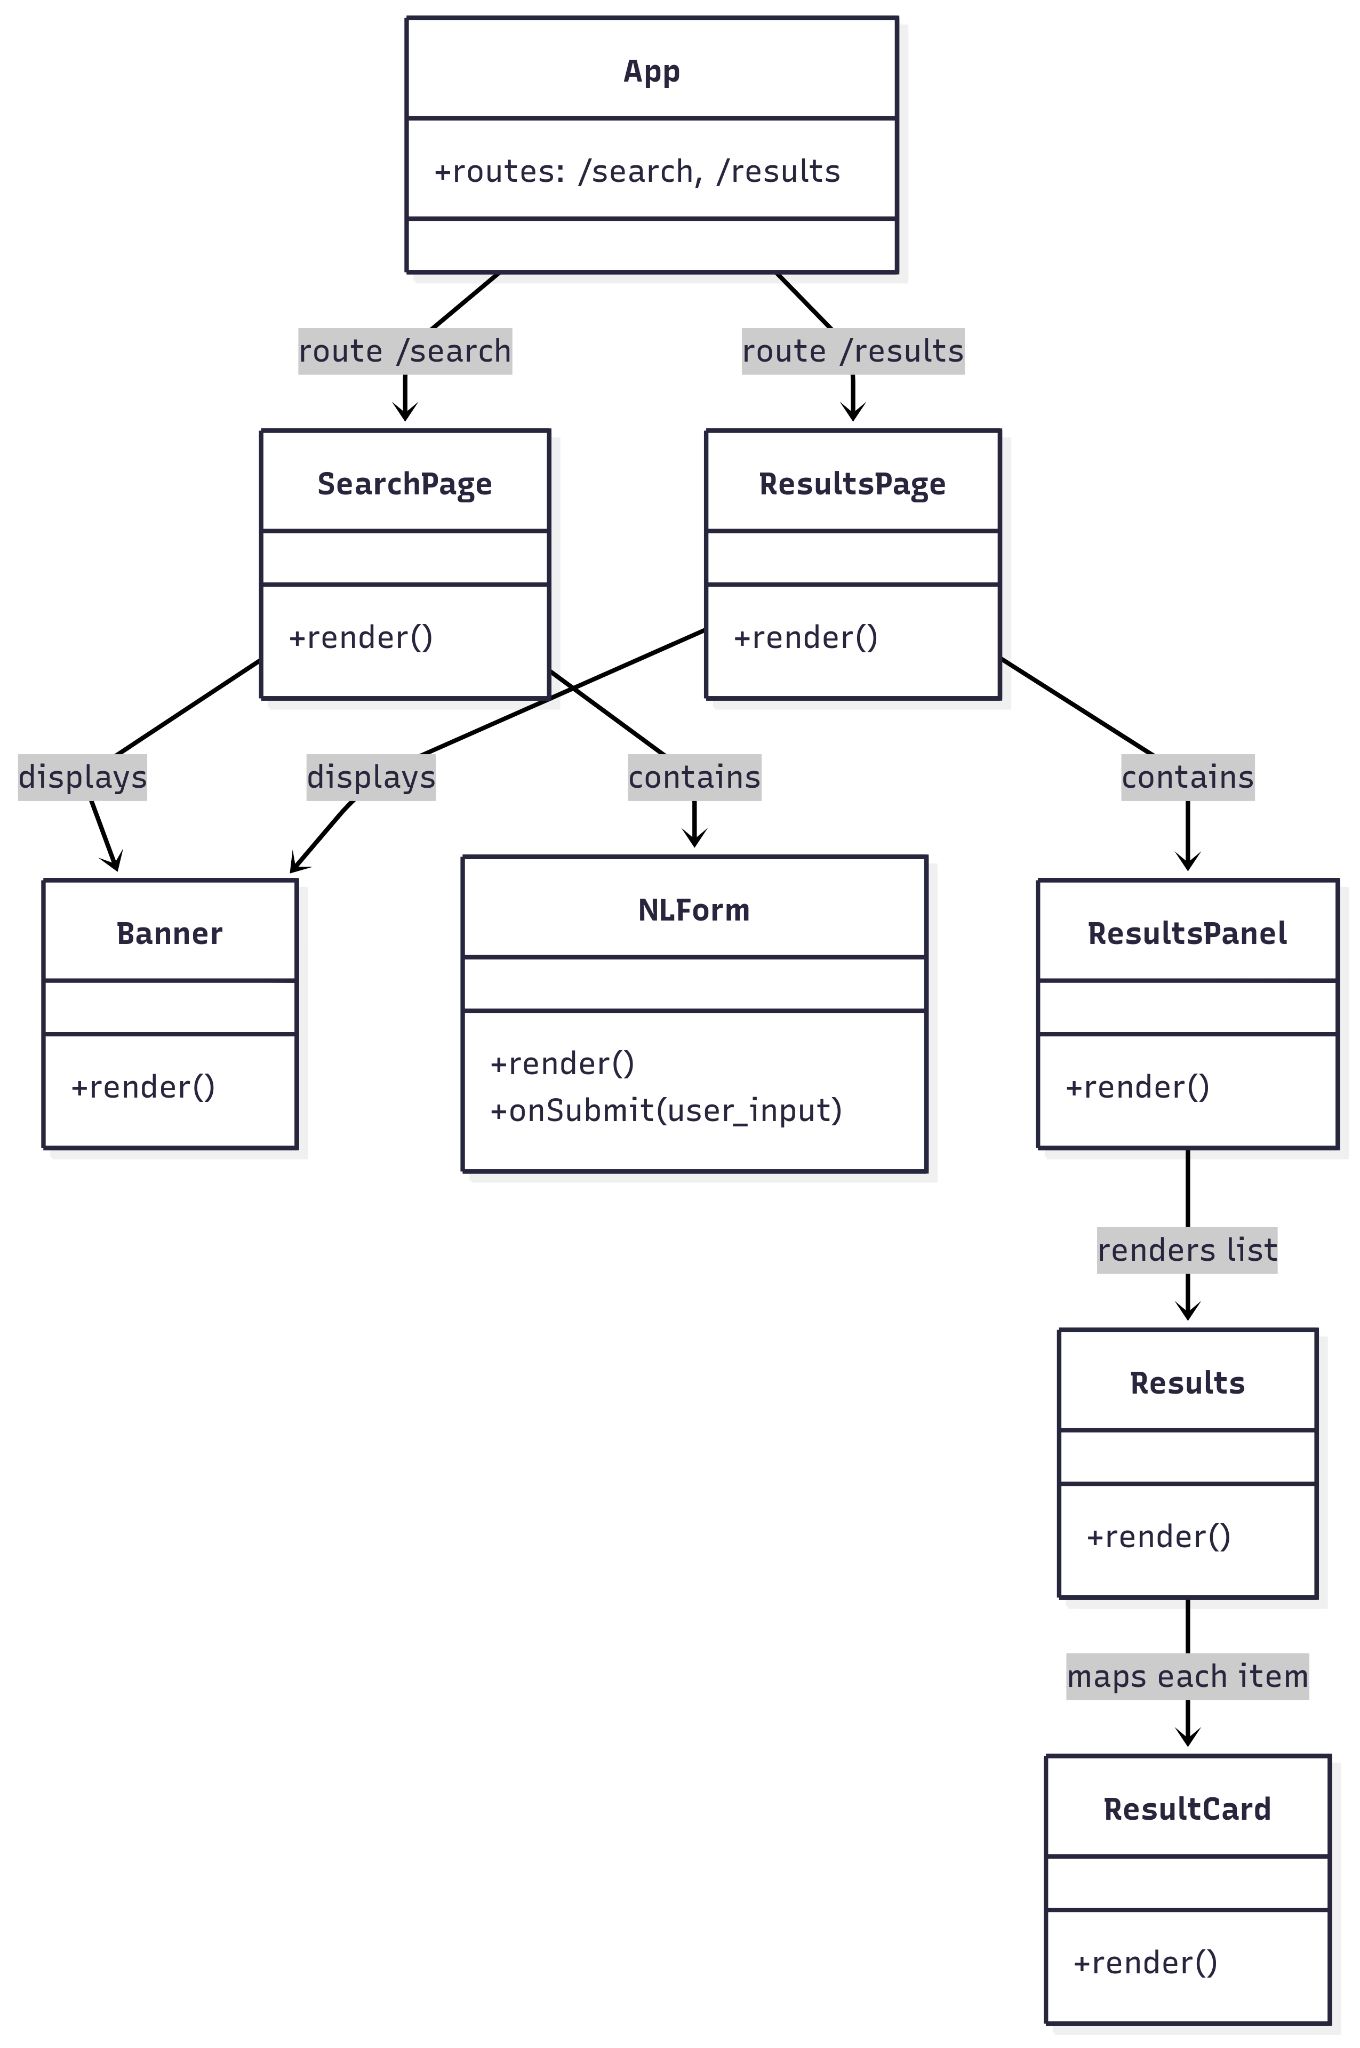 App
+routes: /search, /results
route /search
route /results
SearchPage
+render()
ResultsPage
+render()
displays
displays
contains
contains
Banner
+render()
NLForm
+render()
+onSubmit(user_input)
ResultsPanel
+render()
renders list
Results
+render()
maps each item
ResultCard
+render()